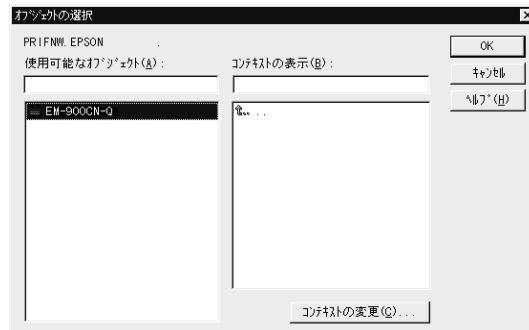 ｵﾌﾞｼﾞｪｸﾄの選択
PRIFNW.EPSON .
使用可能なｵﾌﾞｼﾞｪｸﾄ(A):
ｺﾝﾃｷｽﾄの表示(B):
OK
ｷｬﾝｾﾙ
ﾍﾙﾌﾟ(H)
EM-900CN-Q
..
ｺﾝﾃｷｽﾄの変更(C)...